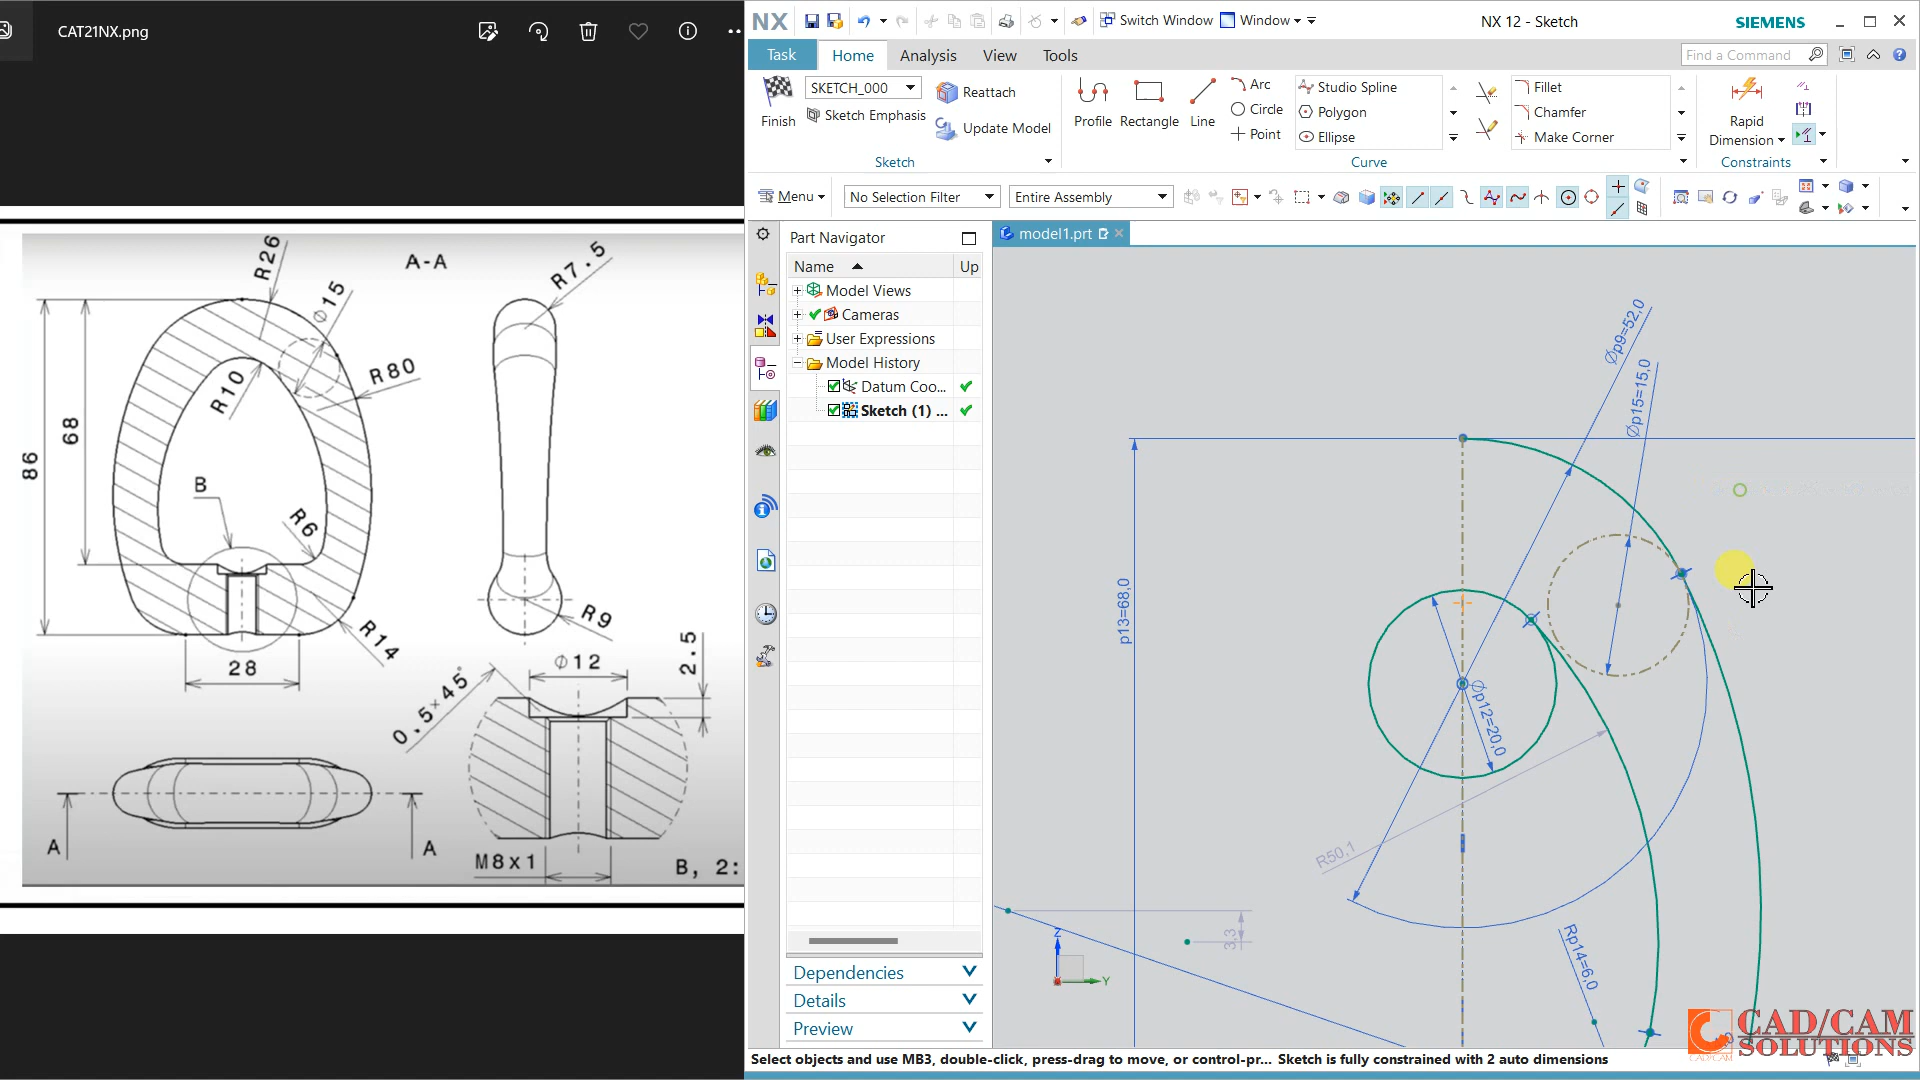 CAT21NX.png
A-A
R26
Ø15
R7.5
R80
R10
68
86
B
R6
R14
R9
28
Ø12
2.5
0.5×45°
A
A
M8x1
B, 2:
NX
Switch Window
Window
NX 12 - Sketch
SIEMENS
Task
Home
Analysis
View
Tools
Find a Command
Finish
SKETCH_000
Sketch Emphasis
Reattach
Update Model
Sketch
Profile
Rectangle
Line
Arc
Circle
Point
Studio Spline
Polygon
Ellipse
Fillet
Chamfer
Make Corner
Curve
Rapid
Dimension
Constraints
Menu
No Selection Filter
Entire Assembly
Part Navigator
Name
Up
Model Views
Cameras
User Expressions
Model History
Datum Coo...
Sketch (1) ...
Dependencies
Details
Preview
model1.prt
Øp9=52,0
Øp15=15,0
p13=68,0
Øp12=20,0
R50,1
3,3
Rp14=6,0
Z
Y
CAD/CAM
SOLUTIONS
Select objects and use MB3, double-click, press-drag to move, or control-pr... Sketch is fully constrained with 2 auto dimensions